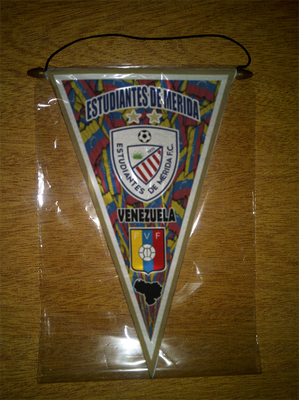 ESTUDIANTES DE MERIDA
ESTUDIANTES DE MERIDA F.C.
VENEZUELA
VF